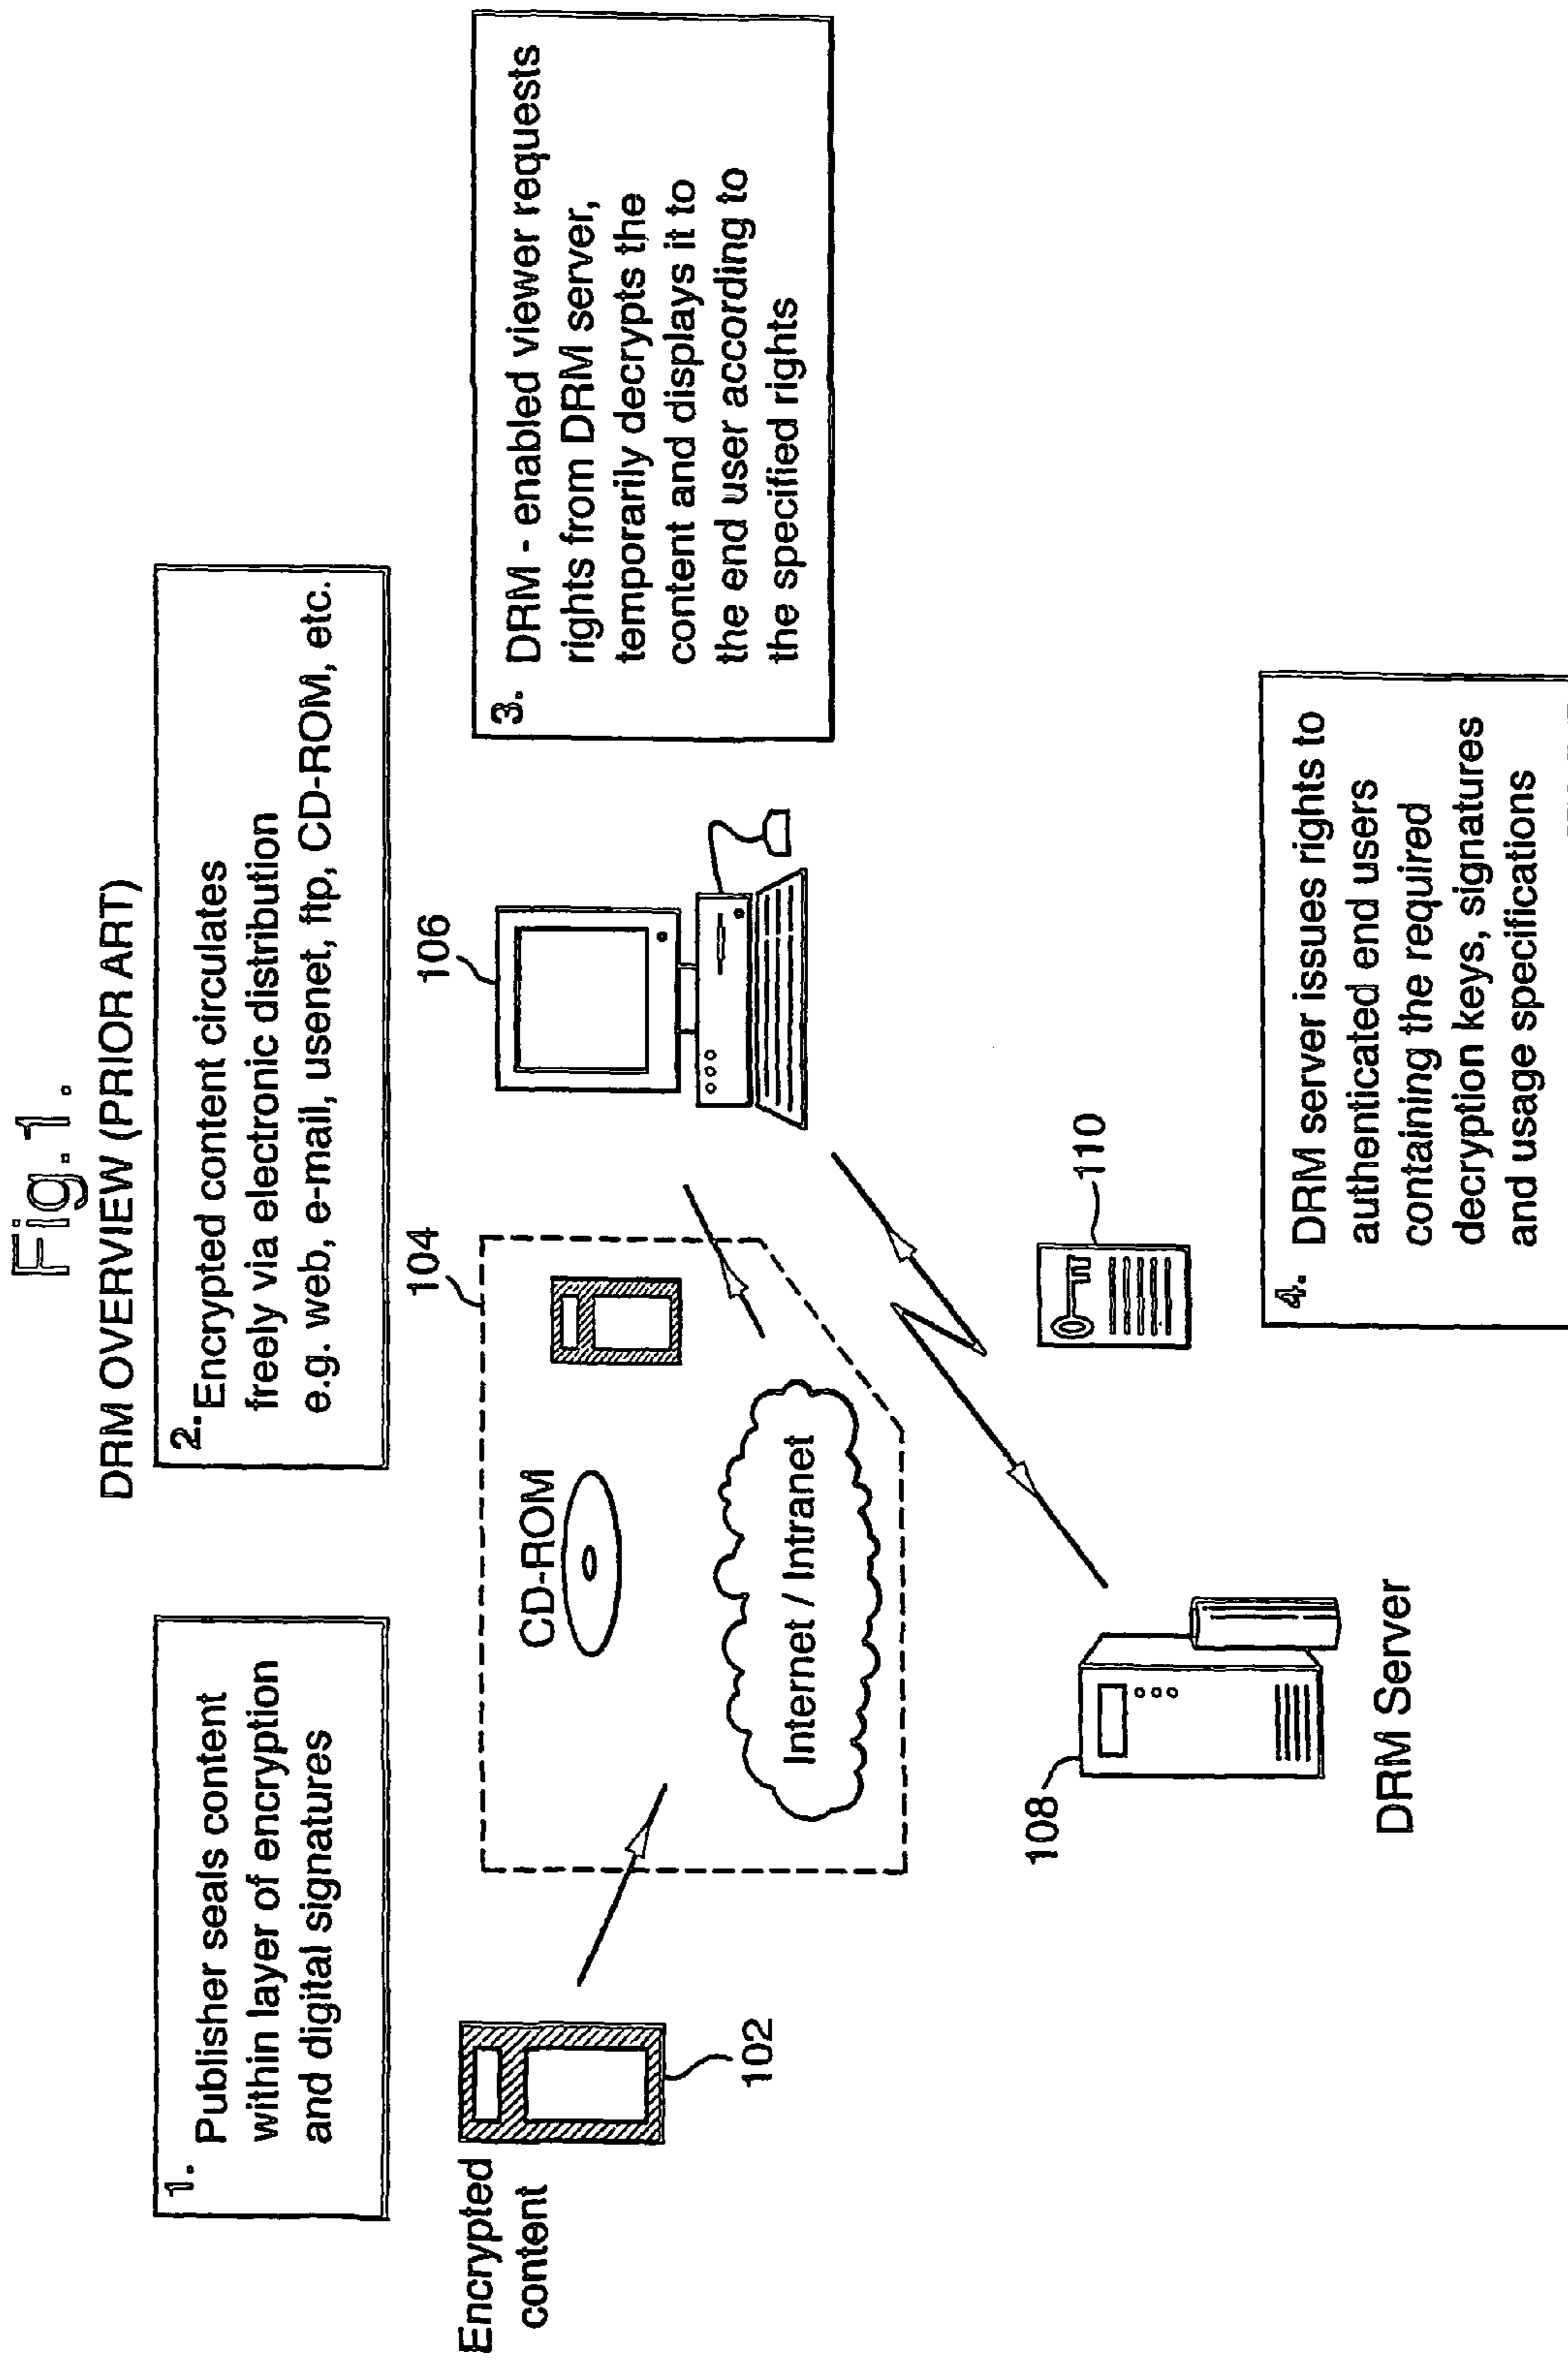 Fig.1.
DRM OVERVIEW (PRIOR ART)
1. Publisher seals content
within layer of encryption
and digital signatures
2. Encrypted content circulates
freely via electronic distribution
e.g. web, e-mail, usenet, ftp, CD-ROM, etc.
3. DRM - enabled viewer requests
rights from DRM server,
temporarily decrypts the
content and displays it to
the end user according to
the specified rights
Encrypted
content
102
104
CD-ROM
Internet / Intranet
106
108
DRM Server
110
4. DRM server issues rights to
authenticated end users
containing the required
decryption keys, signatures
and usage specifications